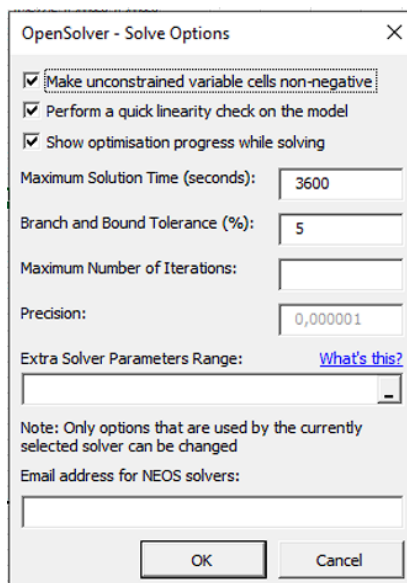 OpenSolver - Solve Options
Make unconstrained variable cells non-negative
Perform a quick linearity check on the model
Show optimisation progress while solving
Maximum Solution Time (seconds): 3600
Branch and Bound Tolerance (%): 5
Maximum Number of Iterations:
Precision: 0,000001
Extra Solver Parameters Range: What's this?
Note: Only options that are used by the currently
selected solver can be changed
Email address for NEOS solvers:
OK Cancel